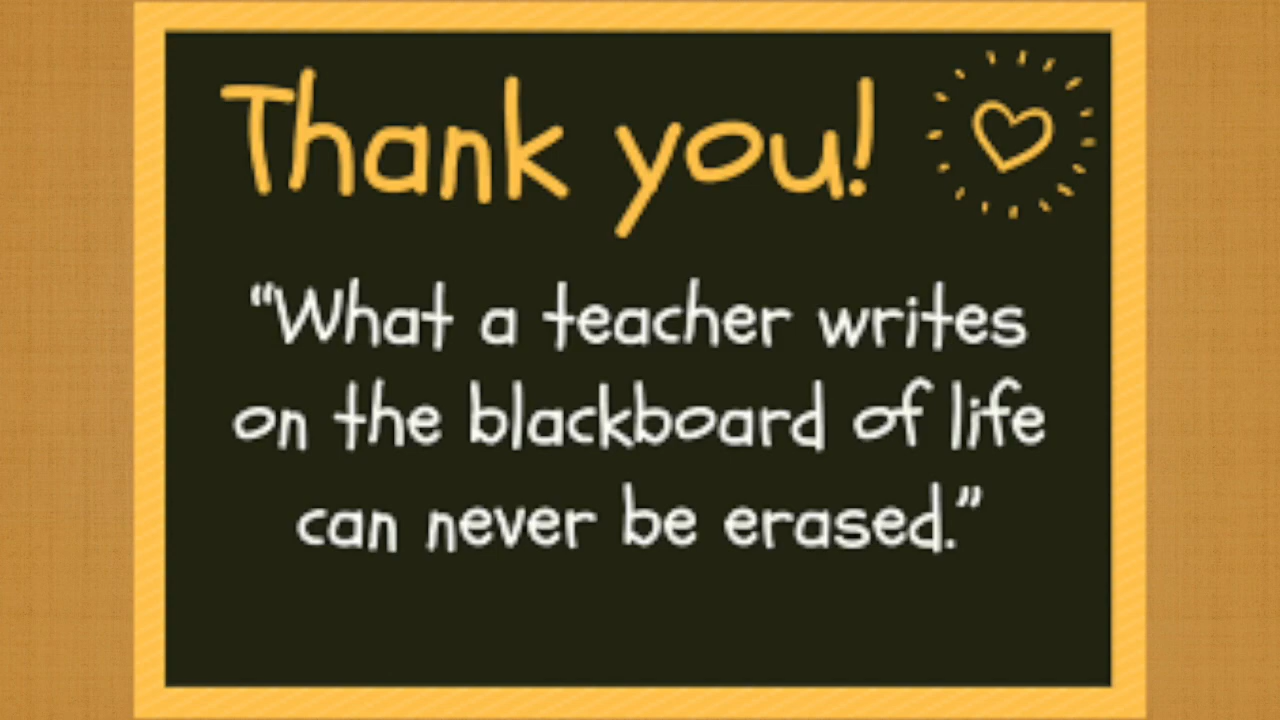 Thank you!
“What a teacher writes
on the blackboard of life
can never be erased.”